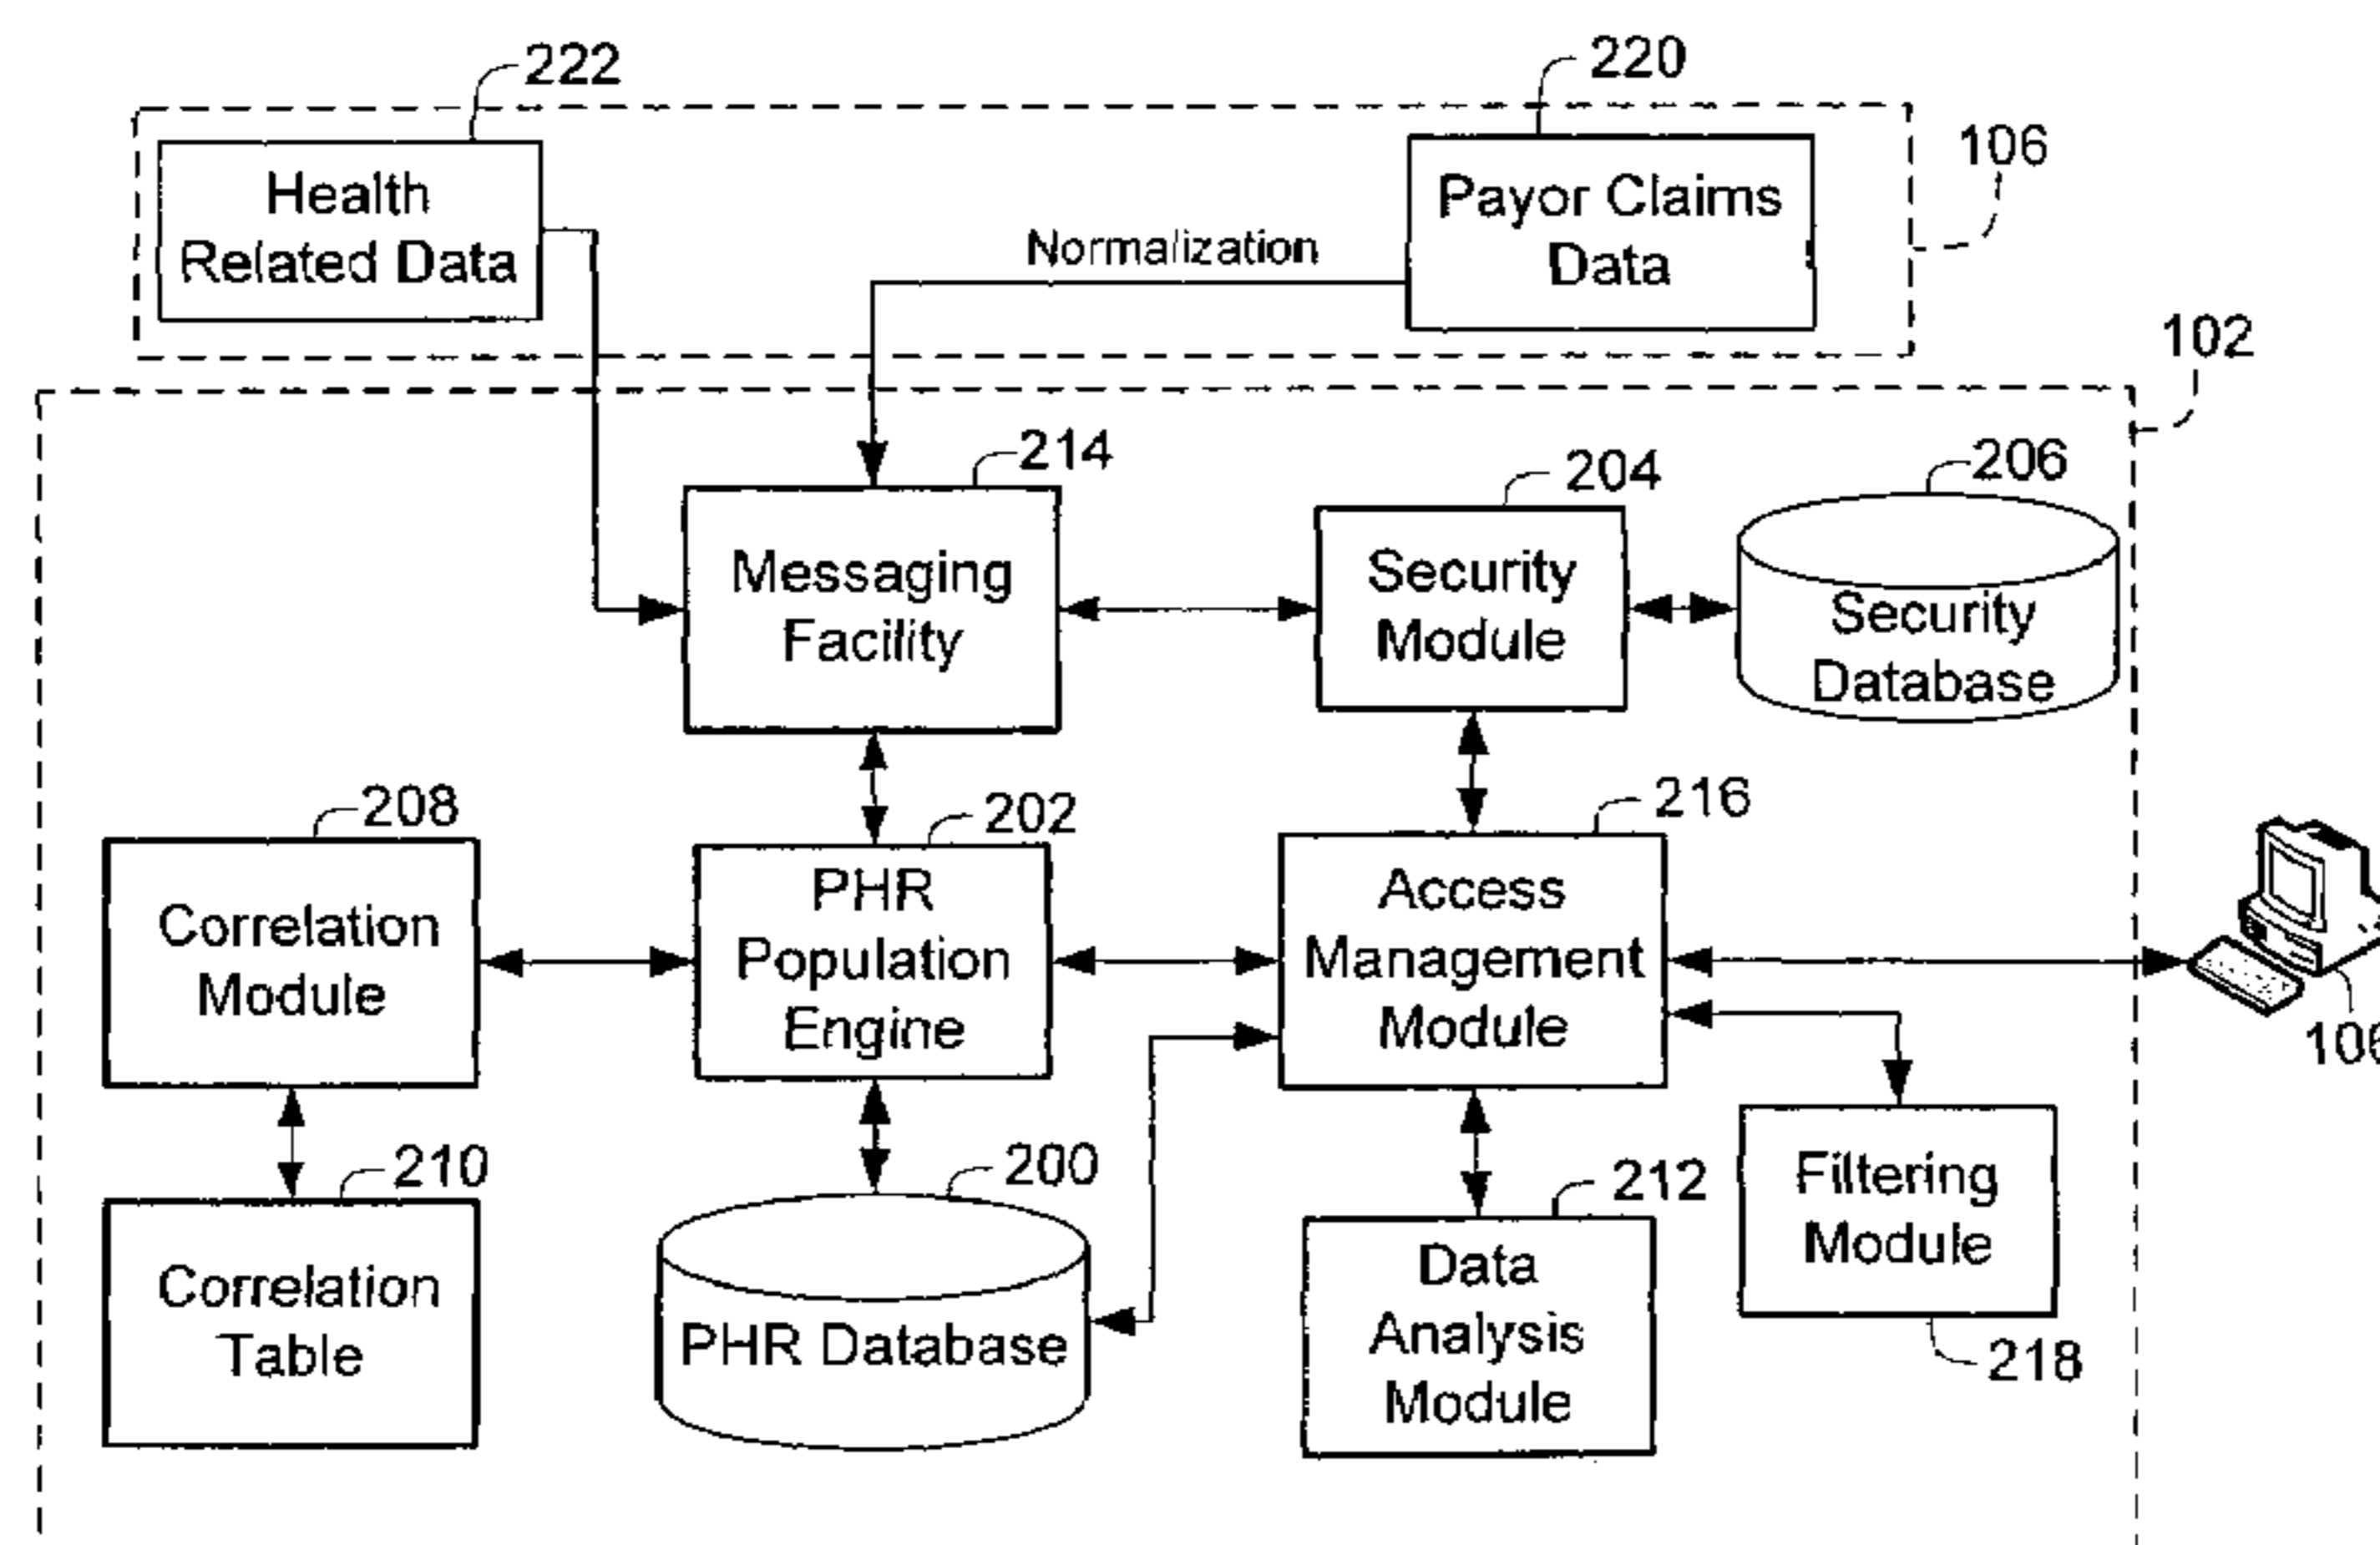 222
220
106
Health
Related Data
Normalization
Payor Claims
Data
102
214
204
206
Messaging
Facility
Security
Module
Security
Database
208
202
216
Correlation
Module
PHR
Population
Engine
Access
Management
Module
106
210
200
212
Correlation
Table
PHR Database
Data
Analysis
Module
Filtering
Module
218